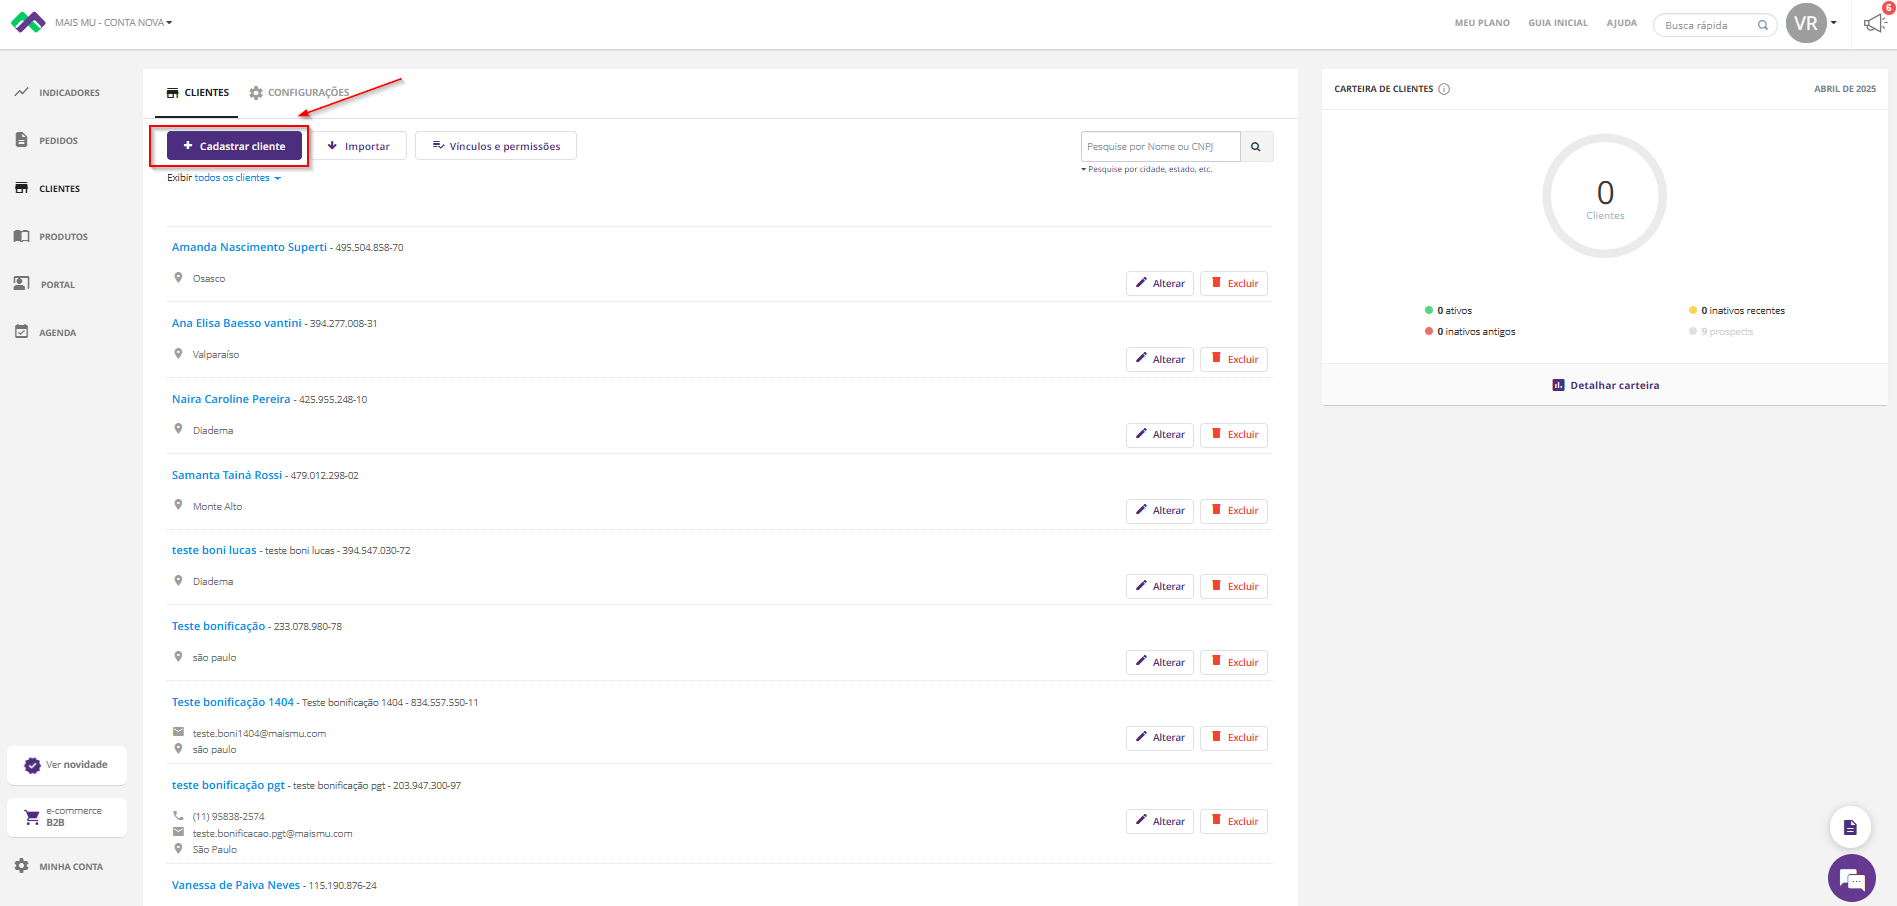 MAIS MU - CONTA NOVA
MEU PLANO
GUIA INICIAL
AJUDA
Busca rápida
VR
6
INDICADORES
PEDIDOS
CLIENTES
PRODUTOS
PORTAL
AGENDA
Ver novidade
e-commerce
B2B
MINHA CONTA
CLIENTES
CONFIGURAÇÕES
+ Cadastrar cliente
Importar
Vínculos e permissões
Pesquise por Nome ou CNPJ
Pesquise por cidade, estado, etc.
Exibir todos os clientes
Amanda Nascimento Superti - 495.504.858-70
Osasco
Alterar
Excluir
Ana Elisa Baesso vantini - 394.277.008-31
Valparaíso
Alterar
Excluir
Naira Caroline Pereira - 425.955.248-10
Diadema
Alterar
Excluir
Samanta Tainá Rossi - 479.012.298-02
Monte Alto
Alterar
Excluir
teste boni lucas - teste boni lucas - 394.547.030-72
Diadema
Alterar
Excluir
Teste bonificação - 233.078.980-78
são paulo
Alterar
Excluir
Teste bonificação 1404 - Teste bonificação 1404 - 834.557.550-11
teste.boni1404@maismu.com
são paulo
Alterar
Excluir
teste bonificação pgt - teste bonificação pgt - 203.947.300-97
(11) 95838-2574
teste.bonificacao.pgt@maismu.com
São Paulo
Alterar
Excluir
Vanessa de Paiva Neves - 115.190.876-24
CARTEIRA DE CLIENTES
ABRIL DE 2025
0
Clientes
0 ativos
0 inativos recentes
0 inativos antigos
9 prospects
Detalhar carteira